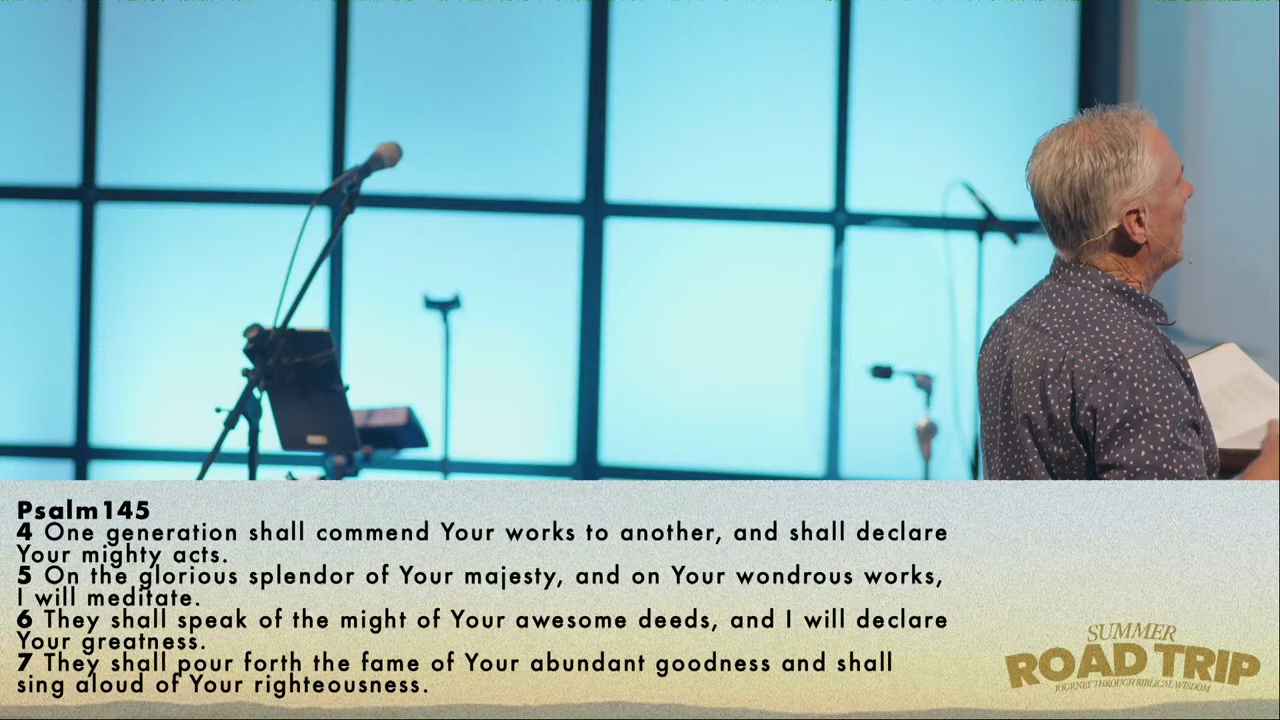 Psalm145
4 One generation shall commend Your works to another, and shall declare
Your mighty acts.
5 On the glorious splendor of Your majesty, and on Your wondrous works,
I will meditate.
6 They shall speak of the might of Your awesome deeds, and I will declare
Your greatness.
7 They shall pour forth the fame of Your abundant goodness and shall
sing aloud of Your righteousness.
SUMMER
ROAD TRIP
JOURNEY THROUGH BIBLICAL WISDOM